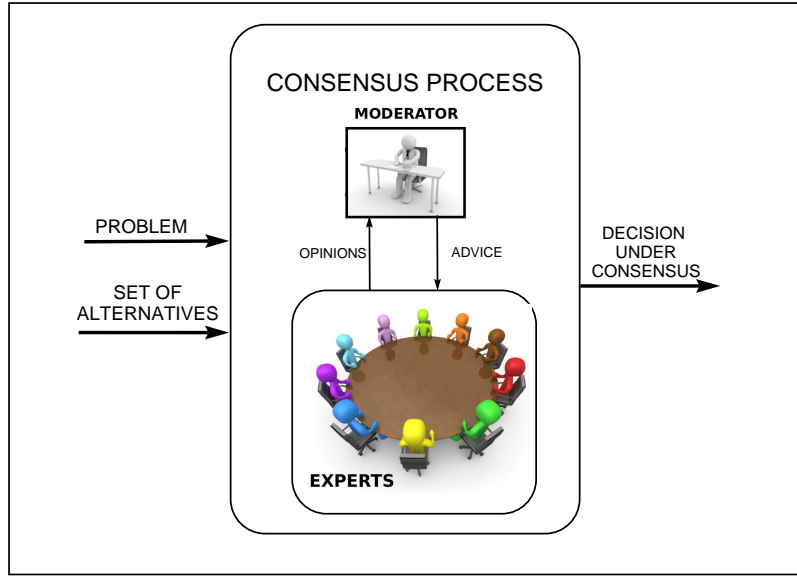 CONSENSUS PROCESS
MODERATOR
PROBLEM
OPINIONS
ADVICE
SET OF
ALTERNATIVES
DECISION
UNDER
CONSENSUS
EXPERTS